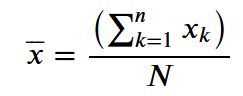 x̄ = (∑ₖ₌₁ⁿ xₖ) / N